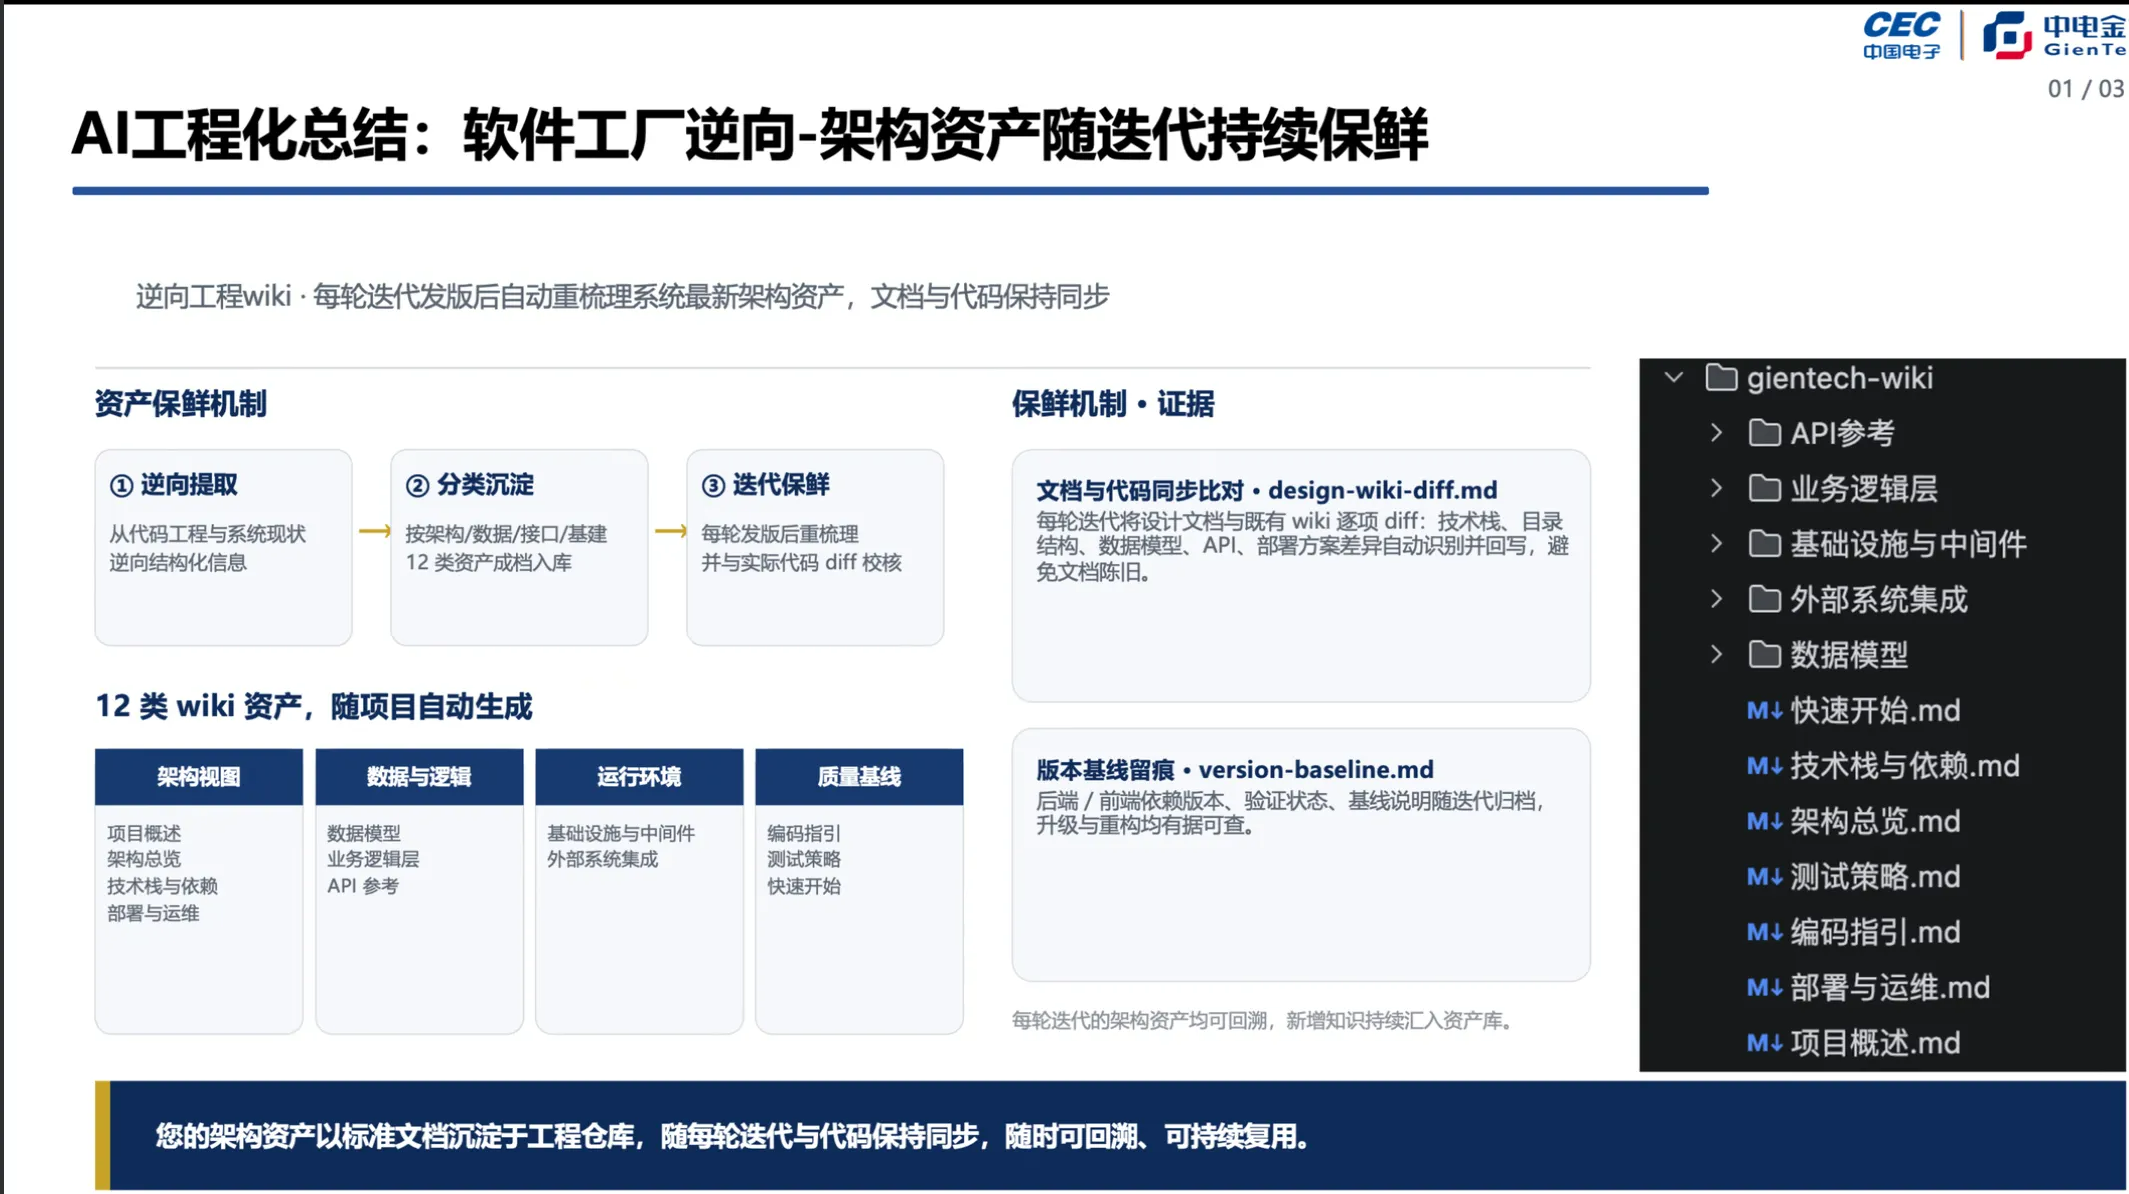 CEC
中国电子
中电金
GienTe
01 / 03
AI工程化总结：软件工厂逆向-架构资产随迭代持续保鲜
逆向工程wiki · 每轮迭代发版后自动重梳理系统最新架构资产，文档与代码保持同步
资产保鲜机制
① 逆向提取
从代码工程与系统现状
逆向结构化信息
② 分类沉淀
按架构/数据/接口/基建
12 类资产成档入库
③ 迭代保鲜
每轮发版后重梳理
并与实际代码 diff 校核
12 类 wiki 资产，随项目自动生成
架构视图
项目概述
架构总览
技术栈与依赖
部署与运维
数据与逻辑
数据模型
业务逻辑层
API 参考
运行环境
基础设施与中间件
外部系统集成
质量基线
编码指引
测试策略
快速开始
保鲜机制 • 证据
文档与代码同步比对 • design-wiki-diff.md
每轮迭代将设计文档与既有 wiki 逐项 diff：技术栈、目录
结构、数据模型、API、部署方案差异自动识别并回写，避
免文档陈旧。
版本基线留痕 • version-baseline.md
后端 / 前端依赖版本、验证状态、基线说明随迭代归档，
升级与重构均有据可查。
每轮迭代的架构资产均可回溯，新增知识持续汇入资产库。
gientech-wiki
API参考
业务逻辑层
基础设施与中间件
外部系统集成
数据模型
M↓ 快速开始.md
M↓ 技术栈与依赖.md
M↓ 架构总览.md
M↓ 测试策略.md
M↓ 编码指引.md
M↓ 部署与运维.md
M↓ 项目概述.md
您的架构资产以标准文档沉淀于工程仓库，随每轮迭代与代码保持同步，随时可回溯、可持续复用。